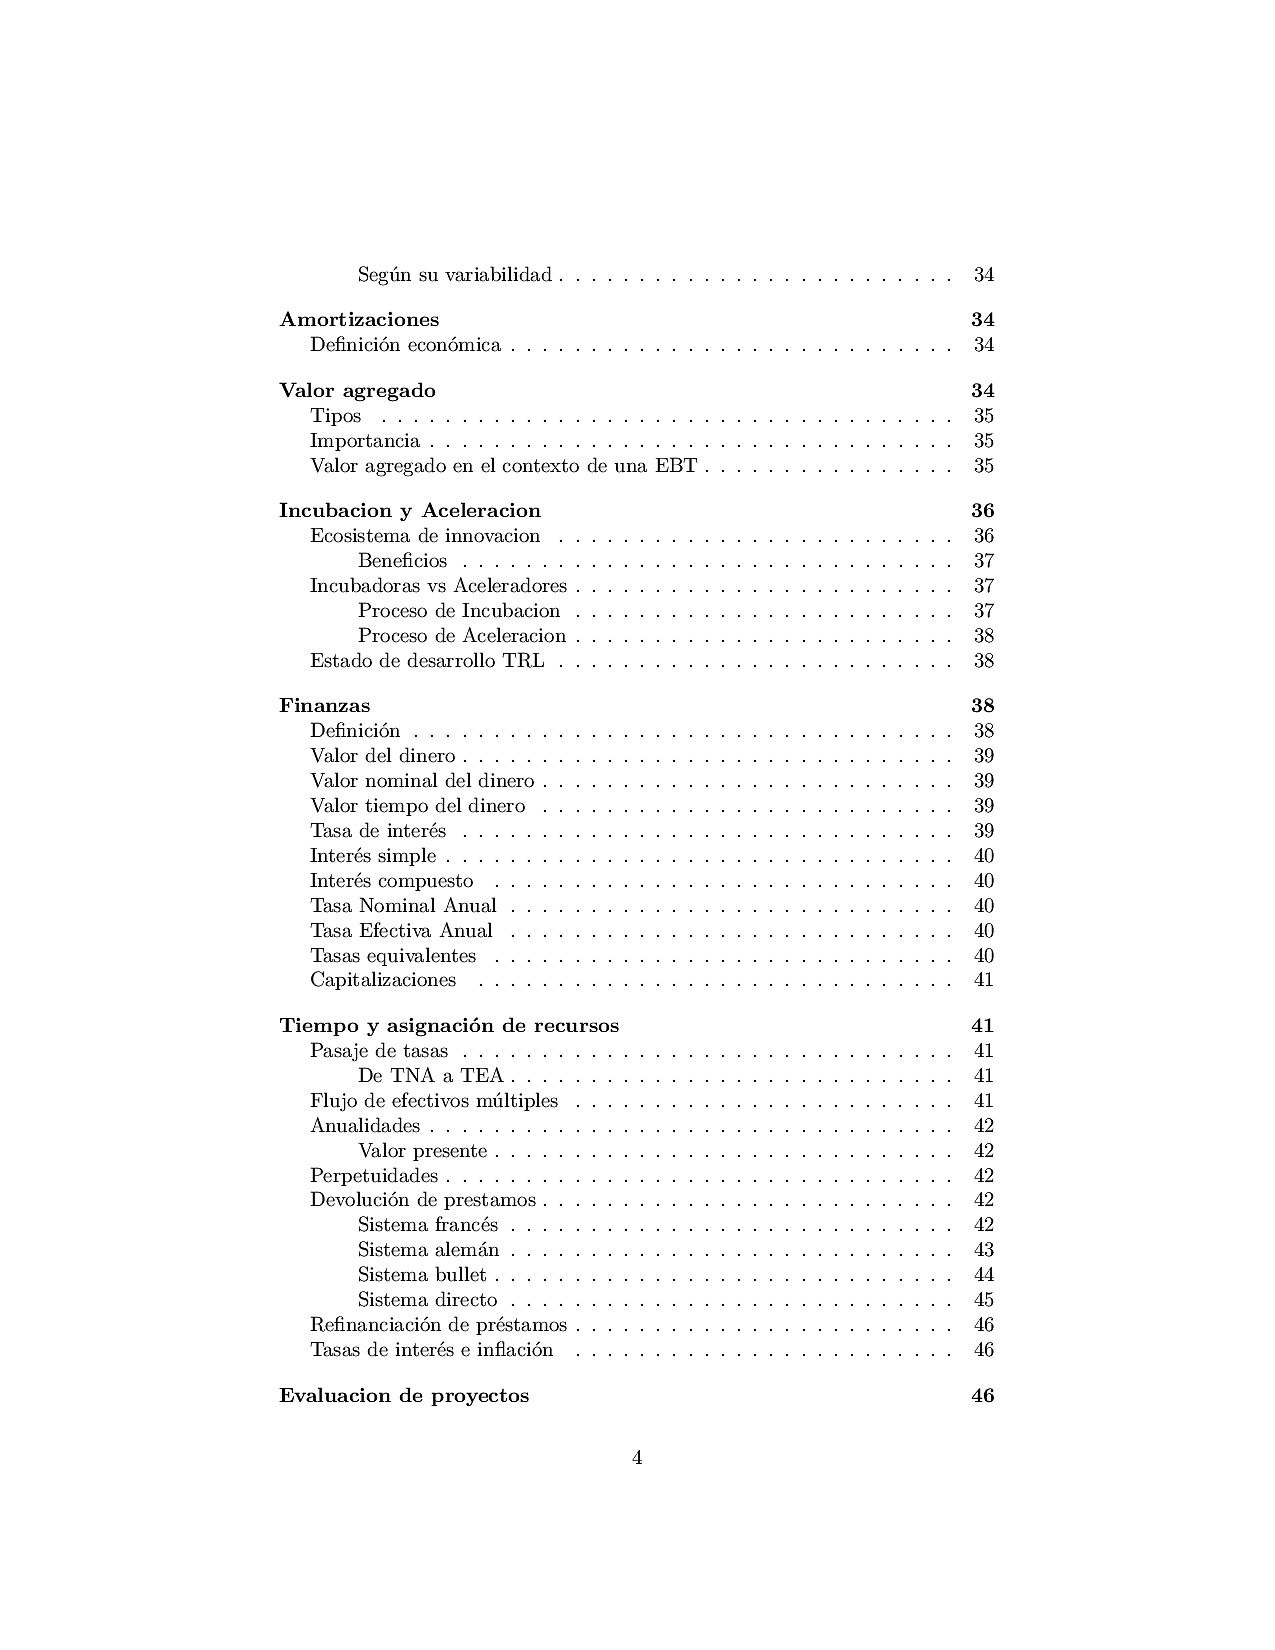 Según su variabilidad . . . . . . . . . . . . . . . . . . . . . . . . . 34
Amortizaciones 34
Definición económica . . . . . . . . . . . . . . . . . . . . . . . . . . . . 34
Valor agregado 34
Tipos . . . . . . . . . . . . . . . . . . . . . . . . . . . . . . . . . . . . 35
Importancia . . . . . . . . . . . . . . . . . . . . . . . . . . . . . . . . . 35
Valor agregado en el contexto de una EBT . . . . . . . . . . . . . . . . 35
Incubacion y Aceleracion 36
Ecosistema de innovacion . . . . . . . . . . . . . . . . . . . . . . . . . 36
Beneficios . . . . . . . . . . . . . . . . . . . . . . . . . . . . . . . 37
Incubadoras vs Aceleradores . . . . . . . . . . . . . . . . . . . . . . . . 37
Proceso de Incubacion . . . . . . . . . . . . . . . . . . . . . . . . 37
Proceso de Aceleracion . . . . . . . . . . . . . . . . . . . . . . . . 38
Estado de desarrollo TRL . . . . . . . . . . . . . . . . . . . . . . . . . 38
Finanzas 38
Definición . . . . . . . . . . . . . . . . . . . . . . . . . . . . . . . . . . 38
Valor del dinero . . . . . . . . . . . . . . . . . . . . . . . . . . . . . . . 39
Valor nominal del dinero . . . . . . . . . . . . . . . . . . . . . . . . . . 39
Valor tiempo del dinero . . . . . . . . . . . . . . . . . . . . . . . . . . 39
Tasa de interés . . . . . . . . . . . . . . . . . . . . . . . . . . . . . . . 39
Interés simple . . . . . . . . . . . . . . . . . . . . . . . . . . . . . . . . 40
Interés compuesto . . . . . . . . . . . . . . . . . . . . . . . . . . . . . 40
Tasa Nominal Anual . . . . . . . . . . . . . . . . . . . . . . . . . . . . 40
Tasa Efectiva Anual . . . . . . . . . . . . . . . . . . . . . . . . . . . . 40
Tasas equivalentes . . . . . . . . . . . . . . . . . . . . . . . . . . . . . 40
Capitalizaciones . . . . . . . . . . . . . . . . . . . . . . . . . . . . . . 41
Tiempo y asignación de recursos 41
Pasaje de tasas . . . . . . . . . . . . . . . . . . . . . . . . . . . . . . . 41
De TNA a TEA . . . . . . . . . . . . . . . . . . . . . . . . . . . . 41
Flujo de efectivos múltiples . . . . . . . . . . . . . . . . . . . . . . . . 41
Anualidades . . . . . . . . . . . . . . . . . . . . . . . . . . . . . . . . . 42
Valor presente . . . . . . . . . . . . . . . . . . . . . . . . . . . . . 42
Perpetuidades . . . . . . . . . . . . . . . . . . . . . . . . . . . . . . . . 42
Devolución de prestamos . . . . . . . . . . . . . . . . . . . . . . . . . . 42
Sistema francés . . . . . . . . . . . . . . . . . . . . . . . . . . . . 42
Sistema alemán . . . . . . . . . . . . . . . . . . . . . . . . . . . . 43
Sistema bullet . . . . . . . . . . . . . . . . . . . . . . . . . . . . . 44
Sistema directo . . . . . . . . . . . . . . . . . . . . . . . . . . . . 45
Refinanciación de préstamos . . . . . . . . . . . . . . . . . . . . . . . . 46
Tasas de interés e inflación . . . . . . . . . . . . . . . . . . . . . . . . 46
Evaluacion de proyectos 46
4